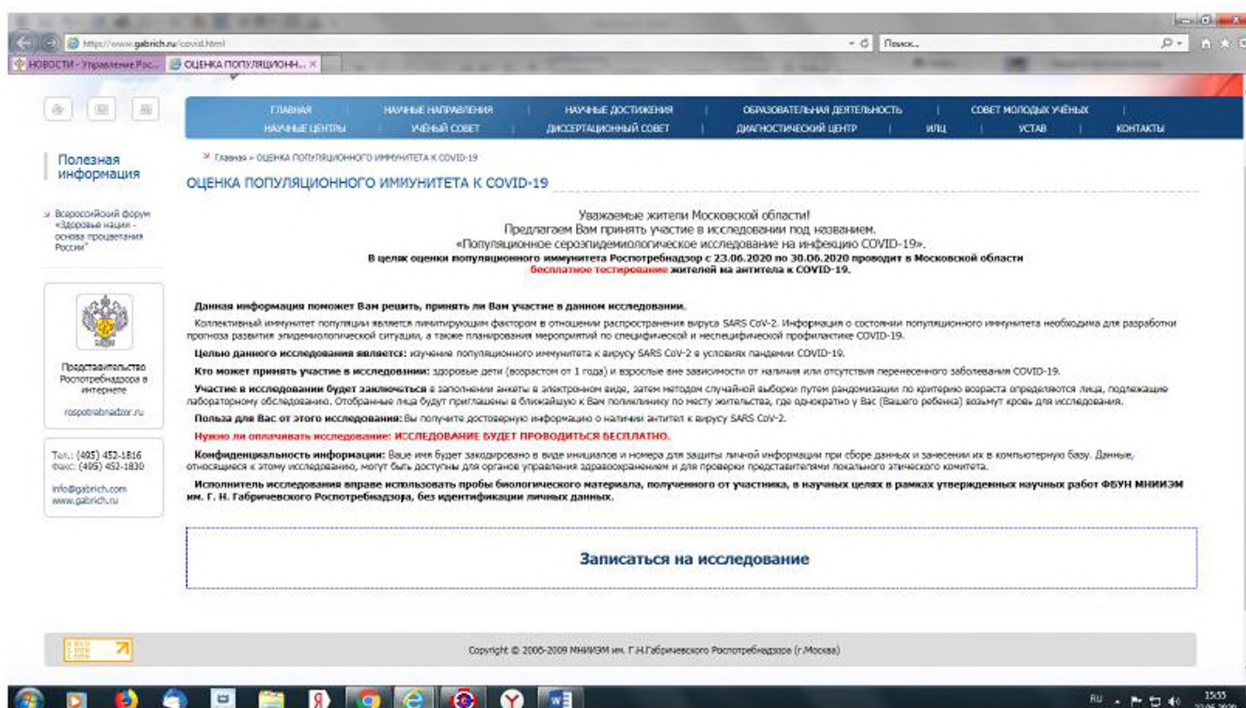 http://www.gabrich.ru/covid.html
Поиск...
НОВОСТИ - Управление Рос...
ОЦЕНКА ПОПУЛЯЦИОНН...
ГЛАВНАЯ | НАУЧНЫЕ НАПРАВЛЕНИЯ | НАУЧНЫЕ ДОСТИЖЕНИЯ | ОБРАЗОВАТЕЛЬНАЯ ДЕЯТЕЛЬНОСТЬ | СОВЕТ МОЛОДЫХ УЧЁНЫХ |
НАУЧНЫЕ ЦЕНТРЫ | УЧЁНЫЙ СОВЕТ | ДИССЕРТАЦИОННЫЙ СОВЕТ | ДИАГНОСТИЧЕСКИЙ ЦЕНТР | ИЛЦ | УСТАВ | КОНТАКТЫ
Полезная
информация
Всероссийский форум
«Здоровье нации -
основа процветания
России"
Представительство
Роспотребнадзора в
интернете
rospotrebnadzor.ru
Тел.: (495) 452-1816
Факс: (495) 452-1830
info@gabrich.com
www.gabrich.ru
Главная » ОЦЕНКА ПОПУЛЯЦИОННОГО ИММУНИТЕТА К COVID-19
ОЦЕНКА ПОПУЛЯЦИОННОГО ИММУНИТЕТА К COVID-19
Уважаемые жители Московской области!
Предлагаем Вам принять участие в исследовании под названием.
«Популяционное сероэпидемиологическое исследование на инфекцию COVID-19».
В целях оценки популяционного иммунитета Роспотребнадзор с 23.06.2020 по 30.06.2020 проводит в Московской области
бесплатное тестирование жителей на антитела к COVID-19.
Данная информация поможет Вам решить, принять ли Вам участие в данном исследовании.
Коллективный иммунитет популяции является лимитирующим фактором в отношении распространения вируса SARS CoV-2. Информация о состоянии популяционного иммунитета необходима для разработки
прогноза развития эпидемиологической ситуации, а также планирования мероприятий по специфической и неспецифической профилактике COVID-19.
Целью данного исследования является: изучение популяционного иммунитета к вирусу SARS CoV-2 в условиях пандемии COVID-19.
Кто может принять участие в исследовании: здоровые дети (возрастом от 1 года) и взрослые вне зависимости от наличия или отсутствия перенесенного заболевания COVID-19.
Участие в исследовании будет заключаться в заполнении анкеты в электронном виде, затем методом случайной выборки путем рандомизации по критерию возраста определяются лица, подлежащие
лабораторному обследованию. Отобранные лица будут приглашены в ближайшую к Вам поликлинику по месту жительства, где однократно у Вас (Вашего ребенка) возьмут кровь для исследования.
Польза для Вас от этого исследования: Вы получите достоверную информацию о наличии антител к вирусу SARS CoV-2.
Нужно ли оплачивать исследование: ИССЛЕДОВАНИЕ БУДЕТ ПРОВОДИТЬСЯ БЕСПЛАТНО.
Конфиденциальность информации: Ваше имя будет закодировано в виде инициалов и номера для защиты личной информации при сборе данных и занесении их в компьютерную базу. Данные,
относящиеся к этому исследованию, могут быть доступны для органов управления здравоохранением и для проверки представителями локального этического комитета.
Исполнитель исследования вправе использовать пробы биологического материала, полученного от участника, в научных целях в рамках утвержденных научных работ ФБУН МНИИЭМ
им. Г. Н. Габричевского Роспотребнадзора, без идентификации личных данных.
Записаться на исследование
Copyright © 2006-2009 МНИИЭМ им. Г.Н.Габричевского Роспотребнадзора (г.Москва)
RU
15:55